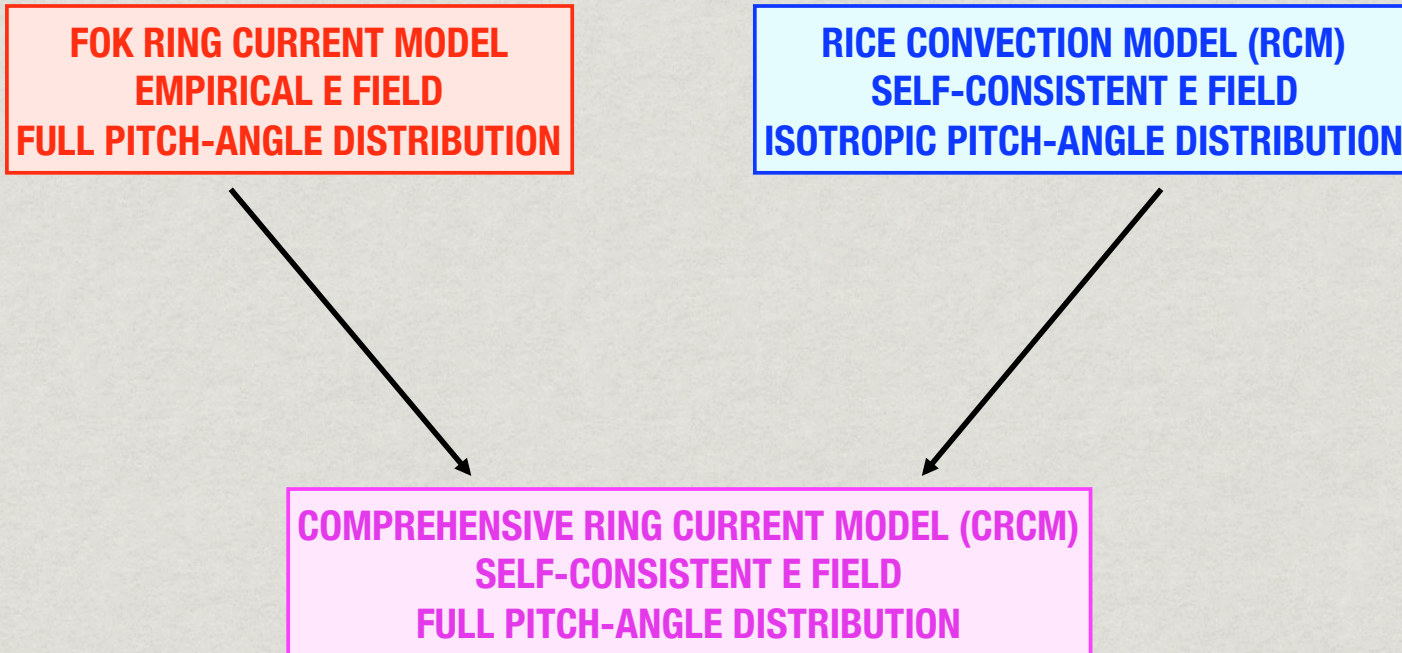 FOK RING CURRENT MODEL
EMPIRICAL E FIELD
FULL PITCH-ANGLE DISTRIBUTION
RICE CONVECTION MODEL (RCM)
SELF-CONSISTENT E FIELD
ISOTROPIC PITCH-ANGLE DISTRIBUTION
COMPREHENSIVE RING CURRENT MODEL (CRCM)
SELF-CONSISTENT E FIELD
FULL PITCH-ANGLE DISTRIBUTION